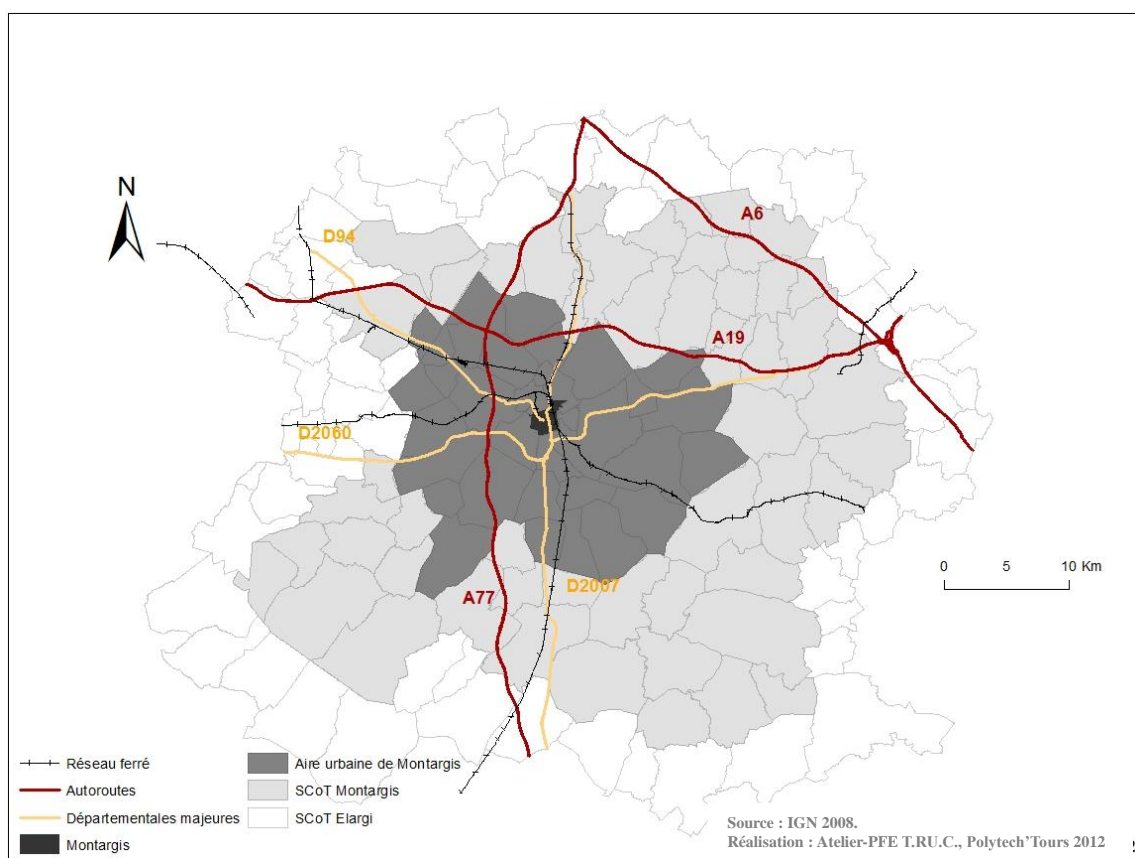 A6
N
D94
A19
D2060
0 5 10 Km
D2007
A77
Réseau ferré
Autoroutes
Départementales majeures
Montargis
Aire urbaine de Montargis
SCoT Montargis
SCoT Elargi
Source : IGN 2008.
Réalisation : Atelier-PFE T.RU.C., Polytech'Tours 2012